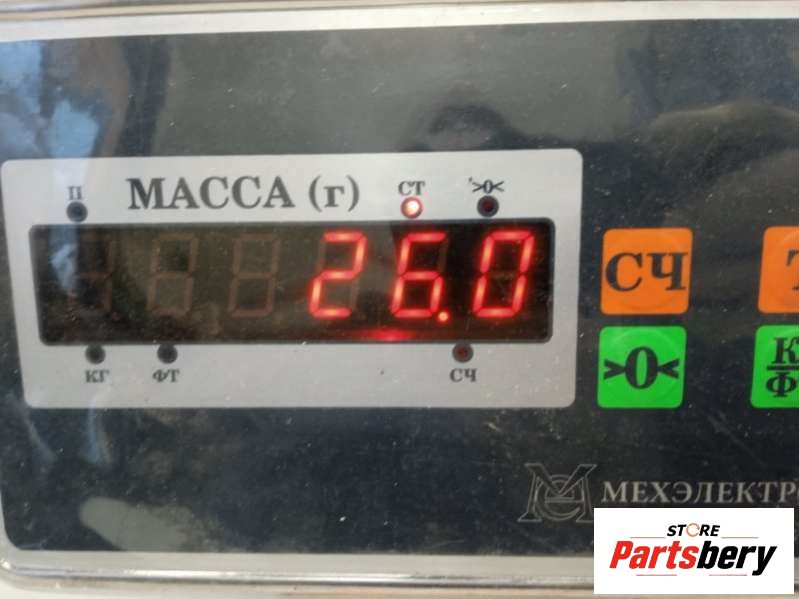 МАССА (г)
П
СТ
>0<
26.0
КГ
ФТ
СЧ
СЧ
>0<
МЕХЭЛЕКТР
STORE
Partsbery